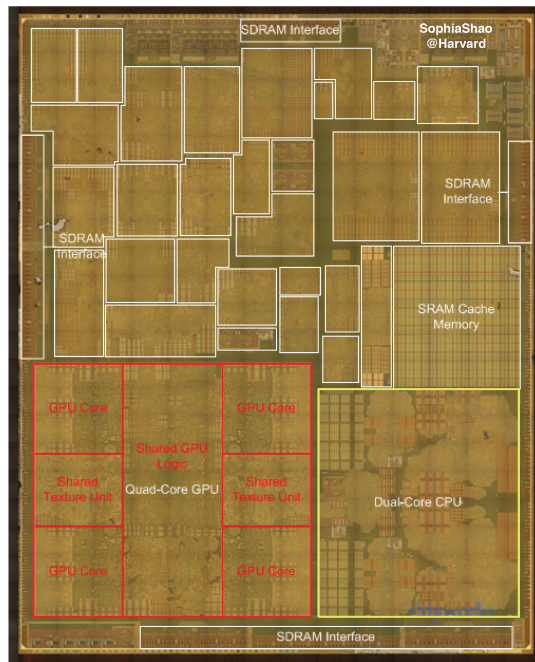 SDRAM Interface
SophiaShao
@Harvard
SDRAM
Interface
SDRAM
Interface
SRAM Cache
Memory
GPU Core
GPU Core
Shared GPU
Logic
Shared
Texture Unit
Quad-Core GPU
Shared
Texture Unit
Dual-Core CPU
GPU Core
GPU Core
chipworks
SDRAM Interface